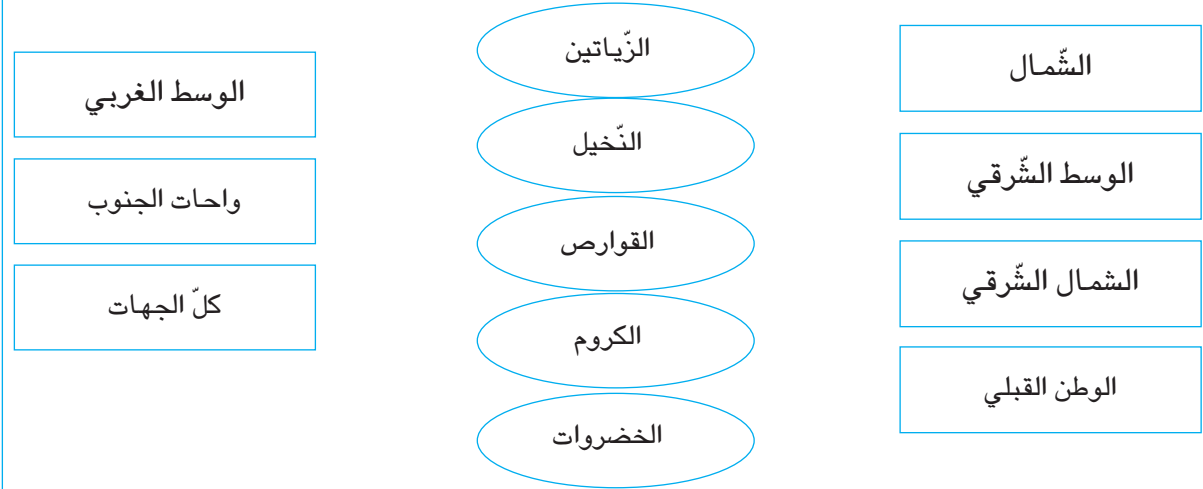 الشّمال
الوسط الشّرقي
الشمال الشّرقي
الوطن القبلي
الزّياتين
النّخيل
القوارص
الكروم
الخضروات
الوسط الغربي
واحات الجنوب
كلّ الجهات